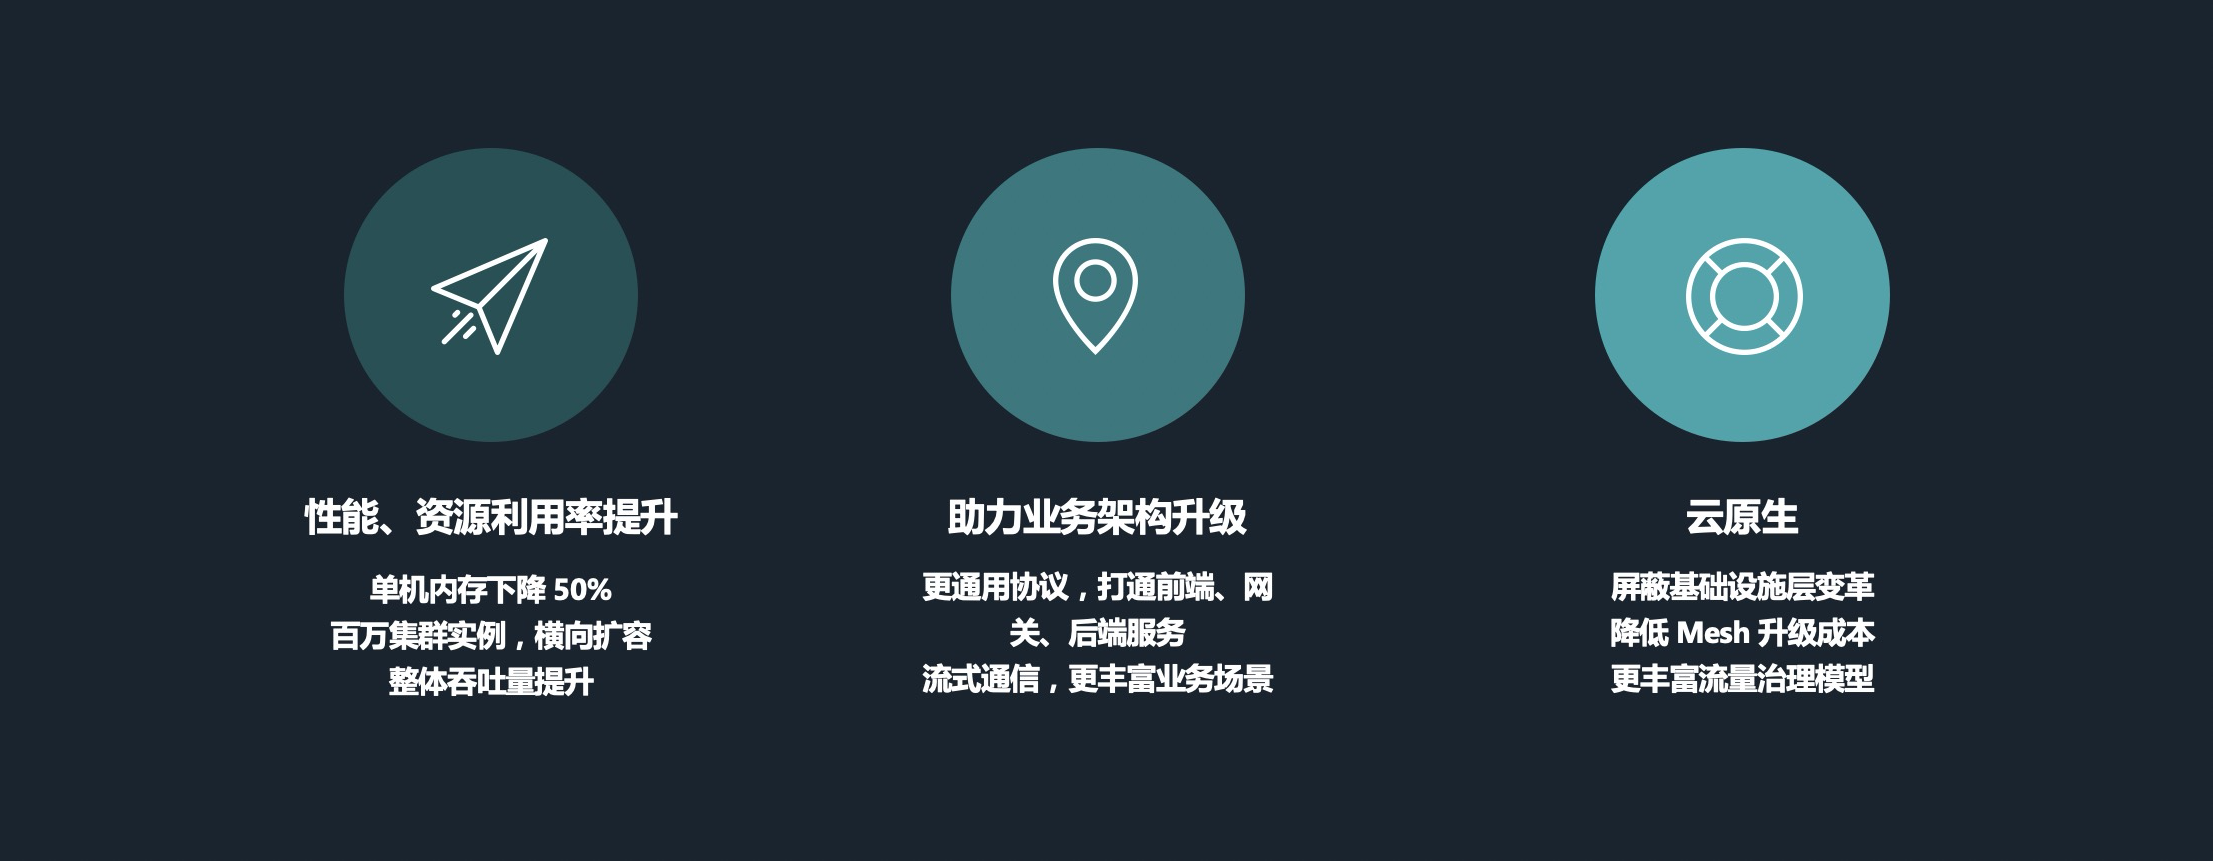 性能、资源利用率提升
单机内存下降 50%
百万集群实例，横向扩容
整体吞吐量提升
助力业务架构升级
更通用协议，打通前端、网
关、后端服务
流式通信，更丰富业务场景
云原生
屏蔽基础设施层变革
降低 Mesh 升级成本
更丰富流量治理模型